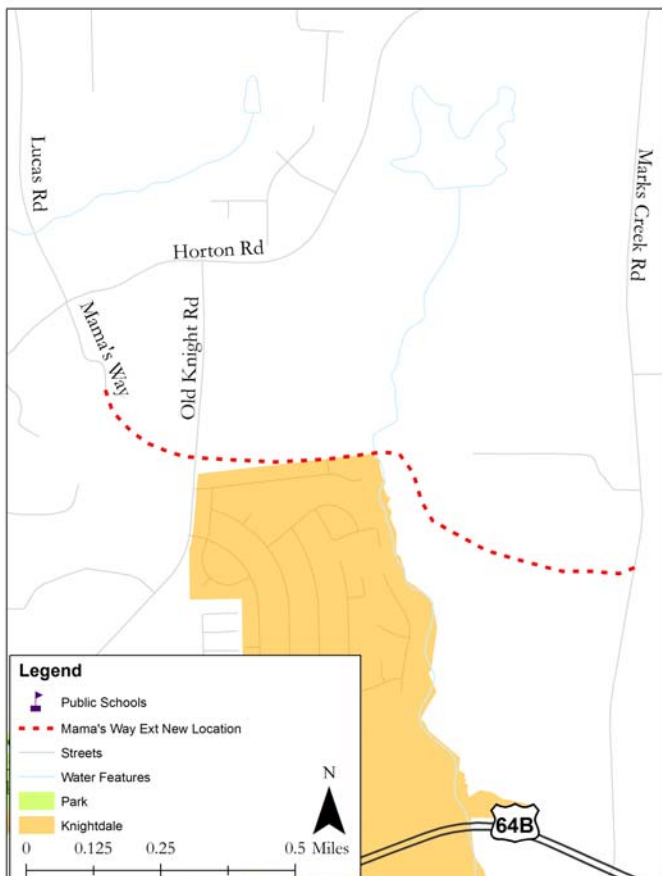 Lucas Rd
Horton Rd
Marks Creek Rd
Mama's Way
Old Knight Rd
Legend
Public Schools
Mama's Way Ext New Location
Streets
Water Features
Park
Knightdale
N
0 0.125 0.25 0.5 Miles
64B